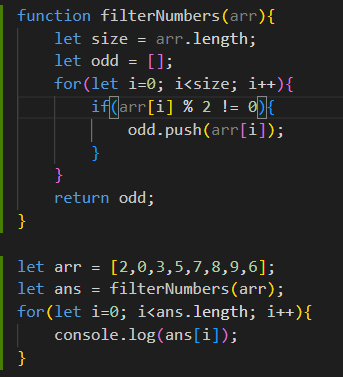 function filterNumbers(arr){
    let size = arr.length;
    let odd = [];
    for(let i=0; i<size; i++){
        if(arr[i] % 2 != 0){
            odd.push(arr[i]);
        }
    }
    return odd;
}
let arr = [2,0,3,5,7,8,9,6];
let ans = filterNumbers(arr);
for(let i=0; i<ans.length; i++){
    console.log(ans[i]);
}